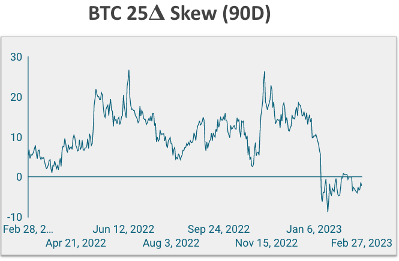 BTC 25Δ Skew (90D)
30
20
10
0
-10
Feb 28, 2... Jun 12, 2022 Sep 24, 2022 Jan 6, 2023
Apr 21, 2022 Aug 3, 2022 Nov 15, 2022 Feb 27, 2023